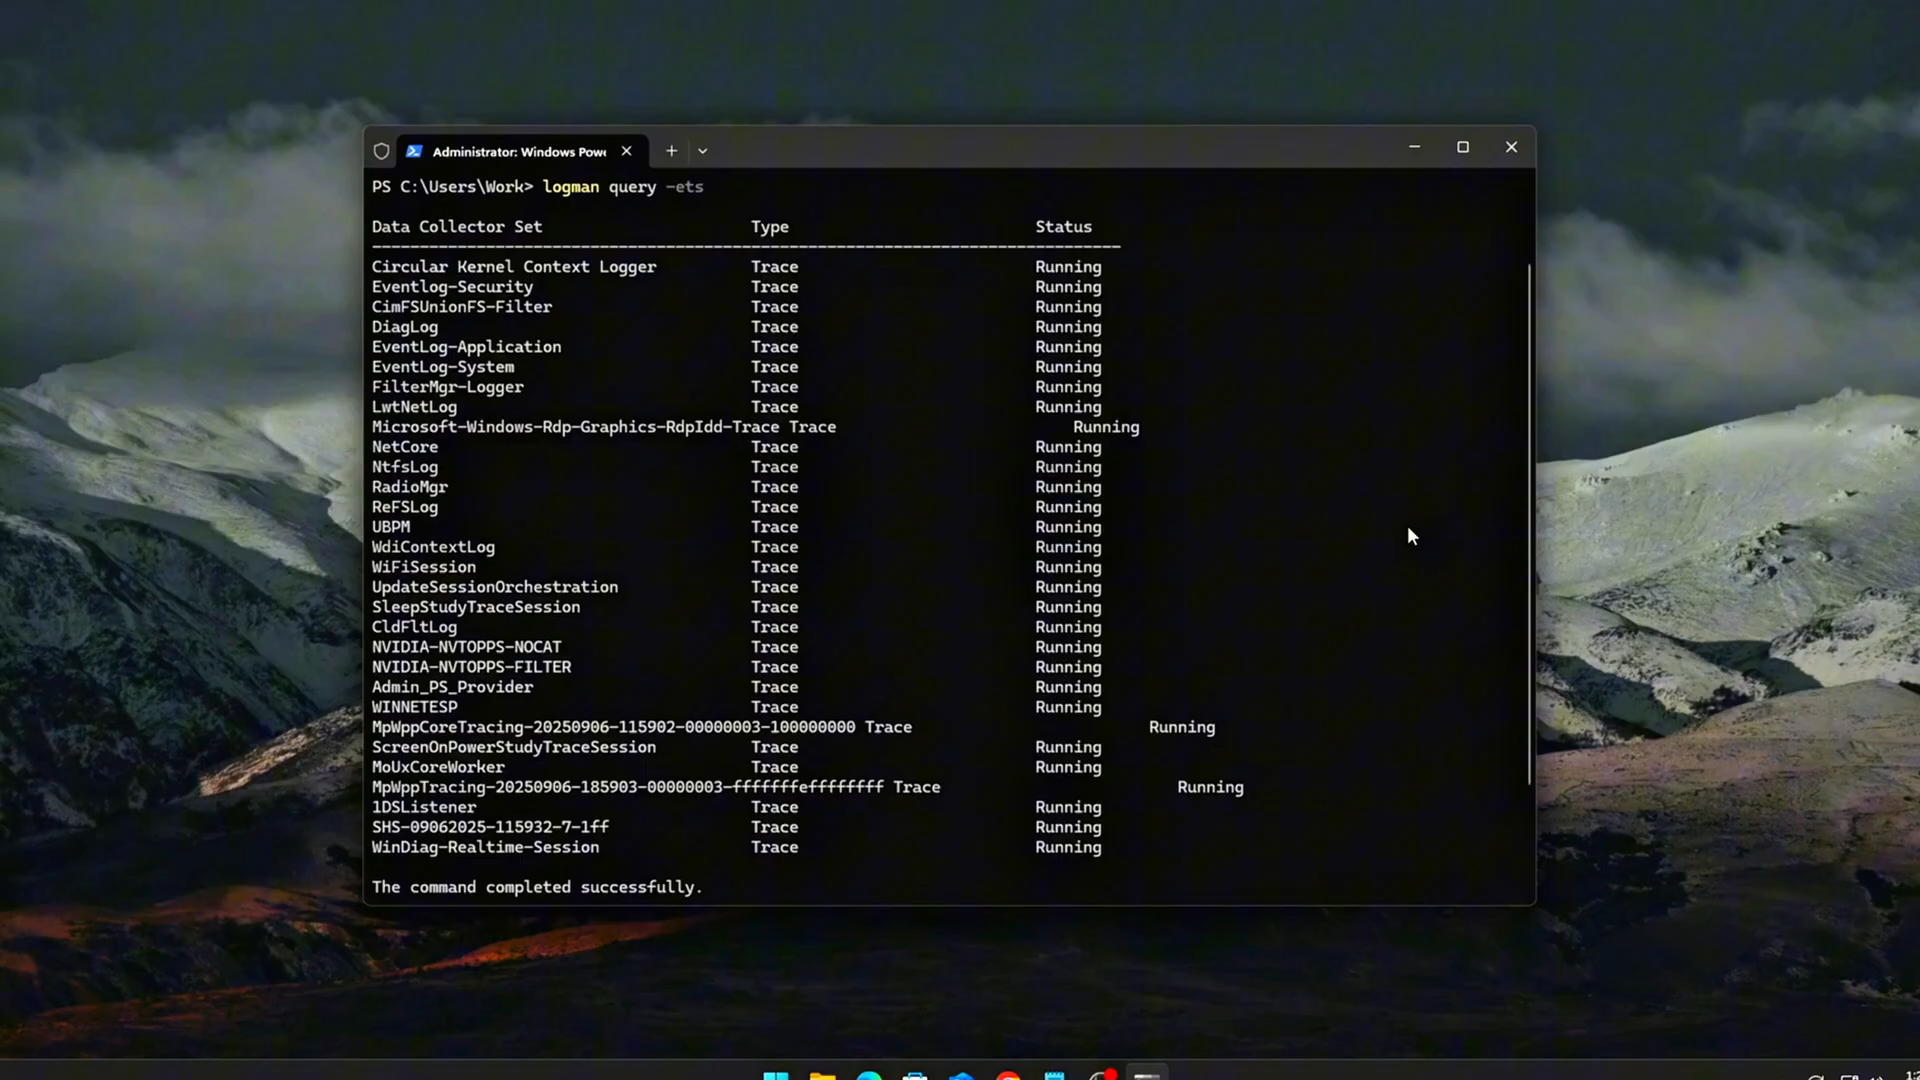 Administrator: Windows Powe
PS C:\Users\Work> logman query -ets
Data Collector Set Type Status
--------------------------------------------------------------------------------
Circular Kernel Context Logger Trace Running
Eventlog-Security Trace Running
CimFSUnionFS-Filter Trace Running
DiagLog Trace Running
EventLog-Application Trace Running
EventLog-System Trace Running
FilterMgr-Logger Trace Running
LwtNetLog Trace Running
Microsoft-Windows-Rdp-Graphics-RdpIdd-Trace Trace Running
NetCore Trace Running
NtfsLog Trace Running
RadioMgr Trace Running
ReFSLog Trace Running
UBPM Trace Running
WdiContextLog Trace Running
WiFiSession Trace Running
UpdateSessionOrchestration Trace Running
SleepStudyTraceSession Trace Running
CldFltLog Trace Running
NVIDIA-NVTOPPS-NOCAT Trace Running
NVIDIA-NVTOPPS-FILTER Trace Running
Admin_PS_Provider Trace Running
WINNETESP Trace Running
MpWppCoreTracing-20250906-115902-00000003-100000000 Trace Running
ScreenOnPowerStudyTraceSession Trace Running
MoUxCoreWorker Trace Running
MpWppTracing-20250906-185903-00000003-fffffffeffffffff Trace Running
1DSListener Trace Running
SHS-09062025-115932-7-1ff Trace Running
WinDiag-Realtime-Session Trace Running
The command completed successfully.